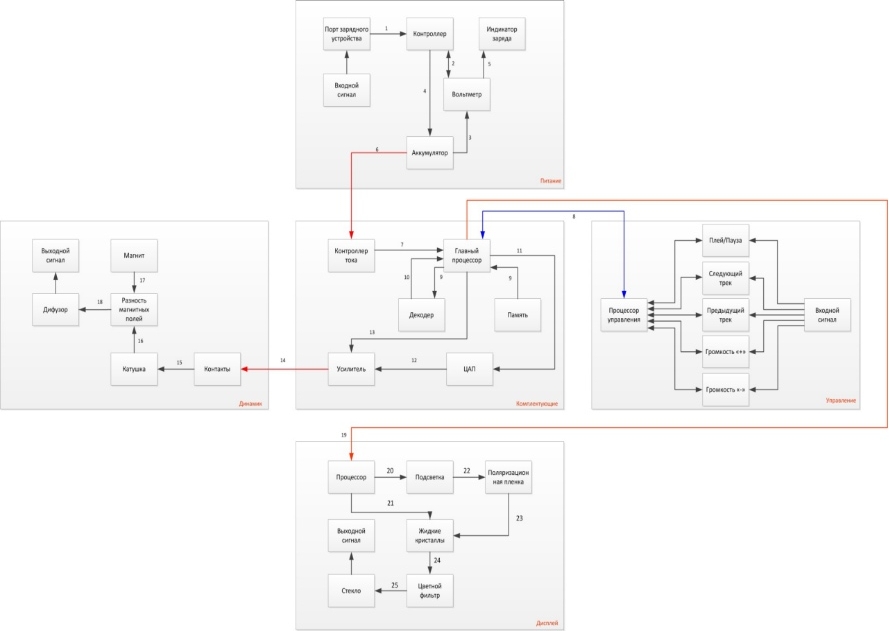 Порт зарядного
устройства
1
Контроллер
Индикатор
заряда
2
5
Входной
сигнал
4
Вольтметр
3
Аккумулятор
6
Питание
8
Выходной
сигнал
Магнит
17
Дифузор
18
Разность
магнитных
полей
16
Катушка
15
Контакты
14
Динамик
Контроллер
тока
7
Главный
процессор
11
10
9
9
Декодер
Память
13
Усилитель
12
ЦАП
Комплектующие
Плей/Пауза
Следующий
трек
Процессор
управления
Предыдущий
трек
Входной
сигнал
Громкость «+»
Громкость «-»
Управление
19
Процессор
20
Подсветка
22
Поляризацион
ная пленка
21
23
Выходной
сигнал
Жидкие
кристаллы
24
Стекло
25
Цветной
фильтр
Дисплей